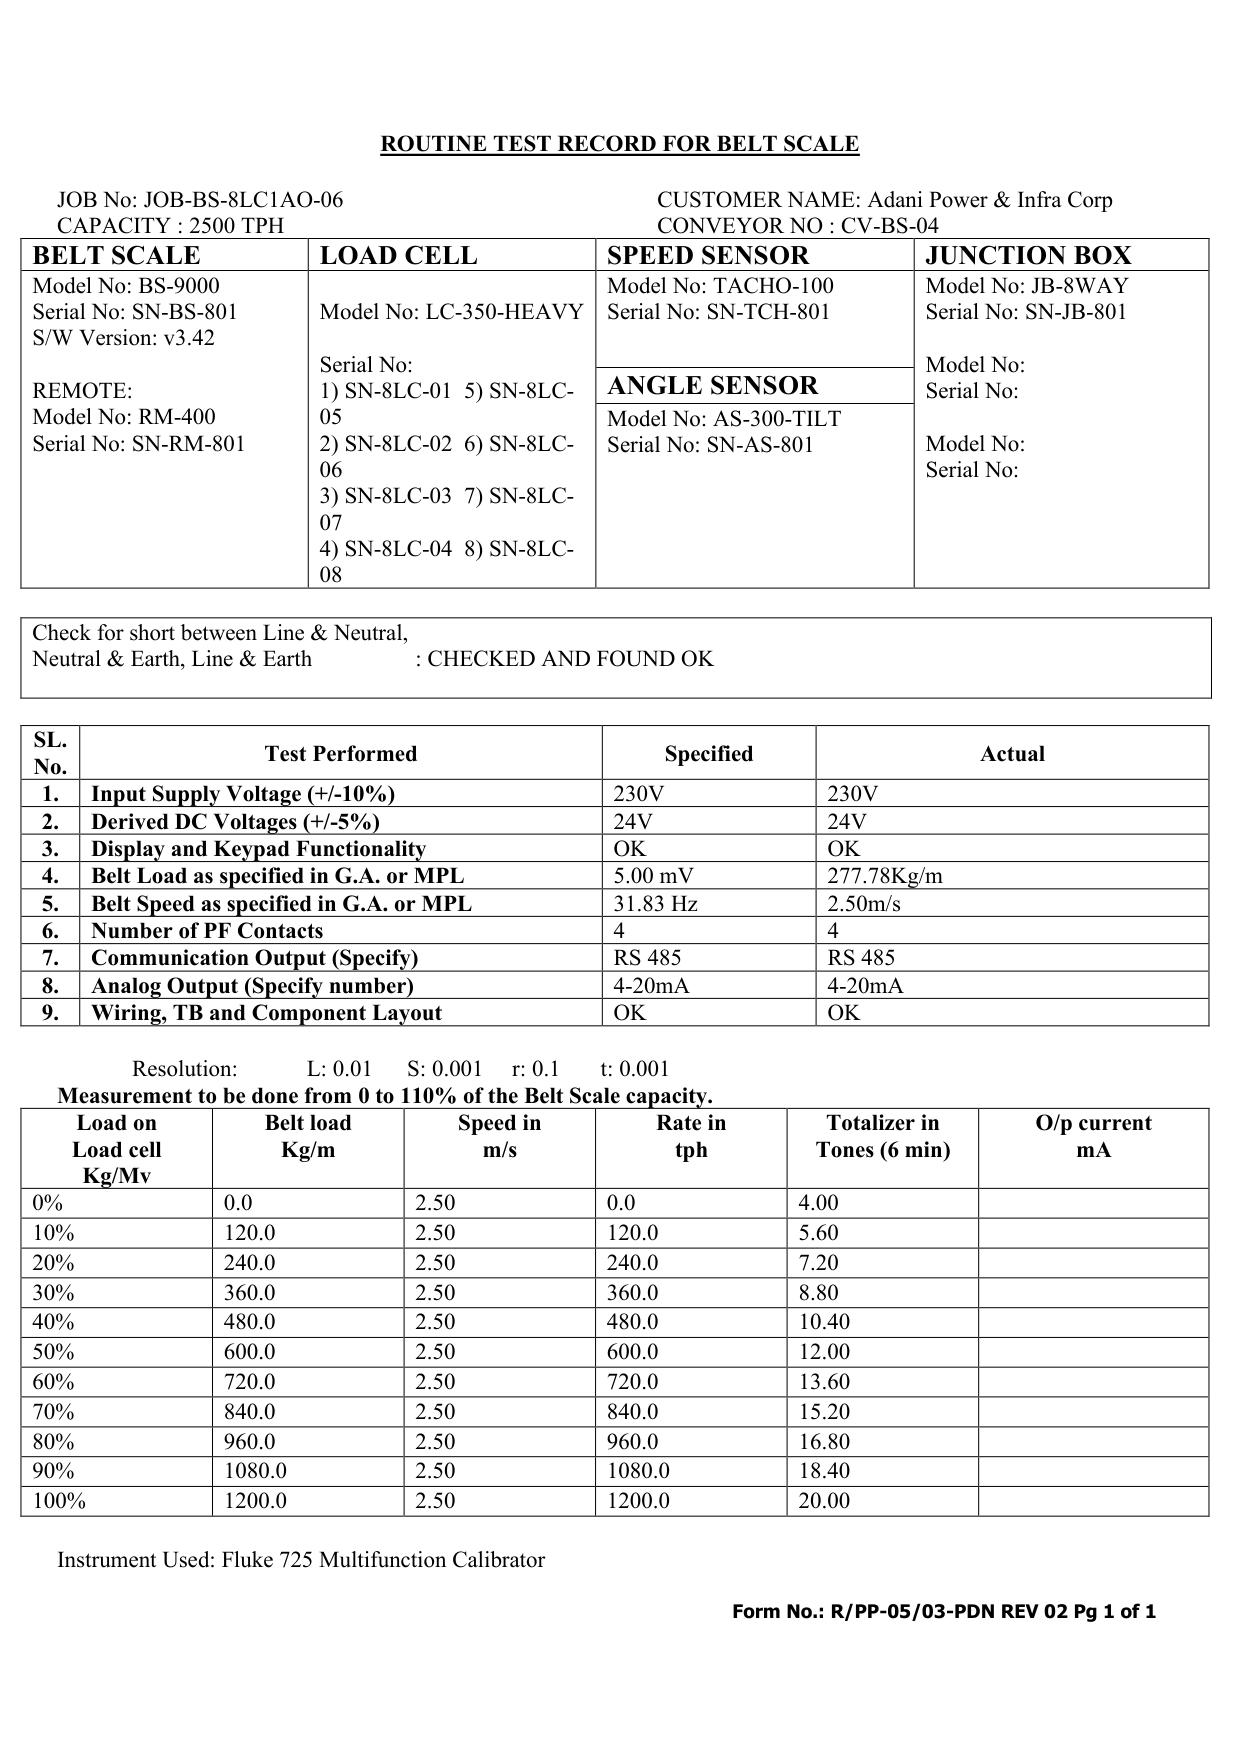 ROUTINE TEST RECORD FOR BELT SCALE
JOB No: JOB-BS-8LC1AO-06 CUSTOMER NAME: Adani Power & Infra Corp
CAPACITY : 2500 TPH CONVEYOR NO : CV-BS-04
BELT SCALE
Model No: BS-9000
Serial No: SN-BS-801
S/W Version: v3.42
REMOTE:
Model No: RM-400
Serial No: SN-RM-801
LOAD CELL
Model No: LC-350-HEAVY
Serial No:
1) SN-8LC-01 5) SN-8LC-
05
2) SN-8LC-02 6) SN-8LC-
06
3) SN-8LC-03 7) SN-8LC-
07
4) SN-8LC-04 8) SN-8LC-
08
SPEED SENSOR
Model No: TACHO-100
Serial No: SN-TCH-801
ANGLE SENSOR
Model No: AS-300-TILT
Serial No: SN-AS-801
JUNCTION BOX
Model No: JB-8WAY
Serial No: SN-JB-801
Model No:
Serial No:
Model No:
Serial No:
Check for short between Line & Neutral,
Neutral & Earth, Line & Earth : CHECKED AND FOUND OK
SL. No. Test Performed Specified Actual
1. Input Supply Voltage (+/-10%) 230V 230V
2. Derived DC Voltages (+/-5%) 24V 24V
3. Display and Keypad Functionality OK OK
4. Belt Load as specified in G.A. or MPL 5.00 mV 277.78Kg/m
5. Belt Speed as specified in G.A. or MPL 31.83 Hz 2.50m/s
6. Number of PF Contacts 4 4
7. Communication Output (Specify) RS 485 RS 485
8. Analog Output (Specify number) 4-20mA 4-20mA
9. Wiring, TB and Component Layout OK OK
Resolution: L: 0.01 S: 0.001 r: 0.1 t: 0.001
Measurement to be done from 0 to 110% of the Belt Scale capacity.
Load on Belt load Speed in Rate in Totalizer in O/p current
Load cell Kg/m m/s tph Tones (6 min) mA
Kg/Mv
0% 0.0 2.50 0.0 4.00
10% 120.0 2.50 120.0 5.60
20% 240.0 2.50 240.0 7.20
30% 360.0 2.50 360.0 8.80
40% 480.0 2.50 480.0 10.40
50% 600.0 2.50 600.0 12.00
60% 720.0 2.50 720.0 13.60
70% 840.0 2.50 840.0 15.20
80% 960.0 2.50 960.0 16.80
90% 1080.0 2.50 1080.0 18.40
100% 1200.0 2.50 1200.0 20.00
Instrument Used: Fluke 725 Multifunction Calibrator
Form No.: R/PP-05/03-PDN REV 02 Pg 1 of 1